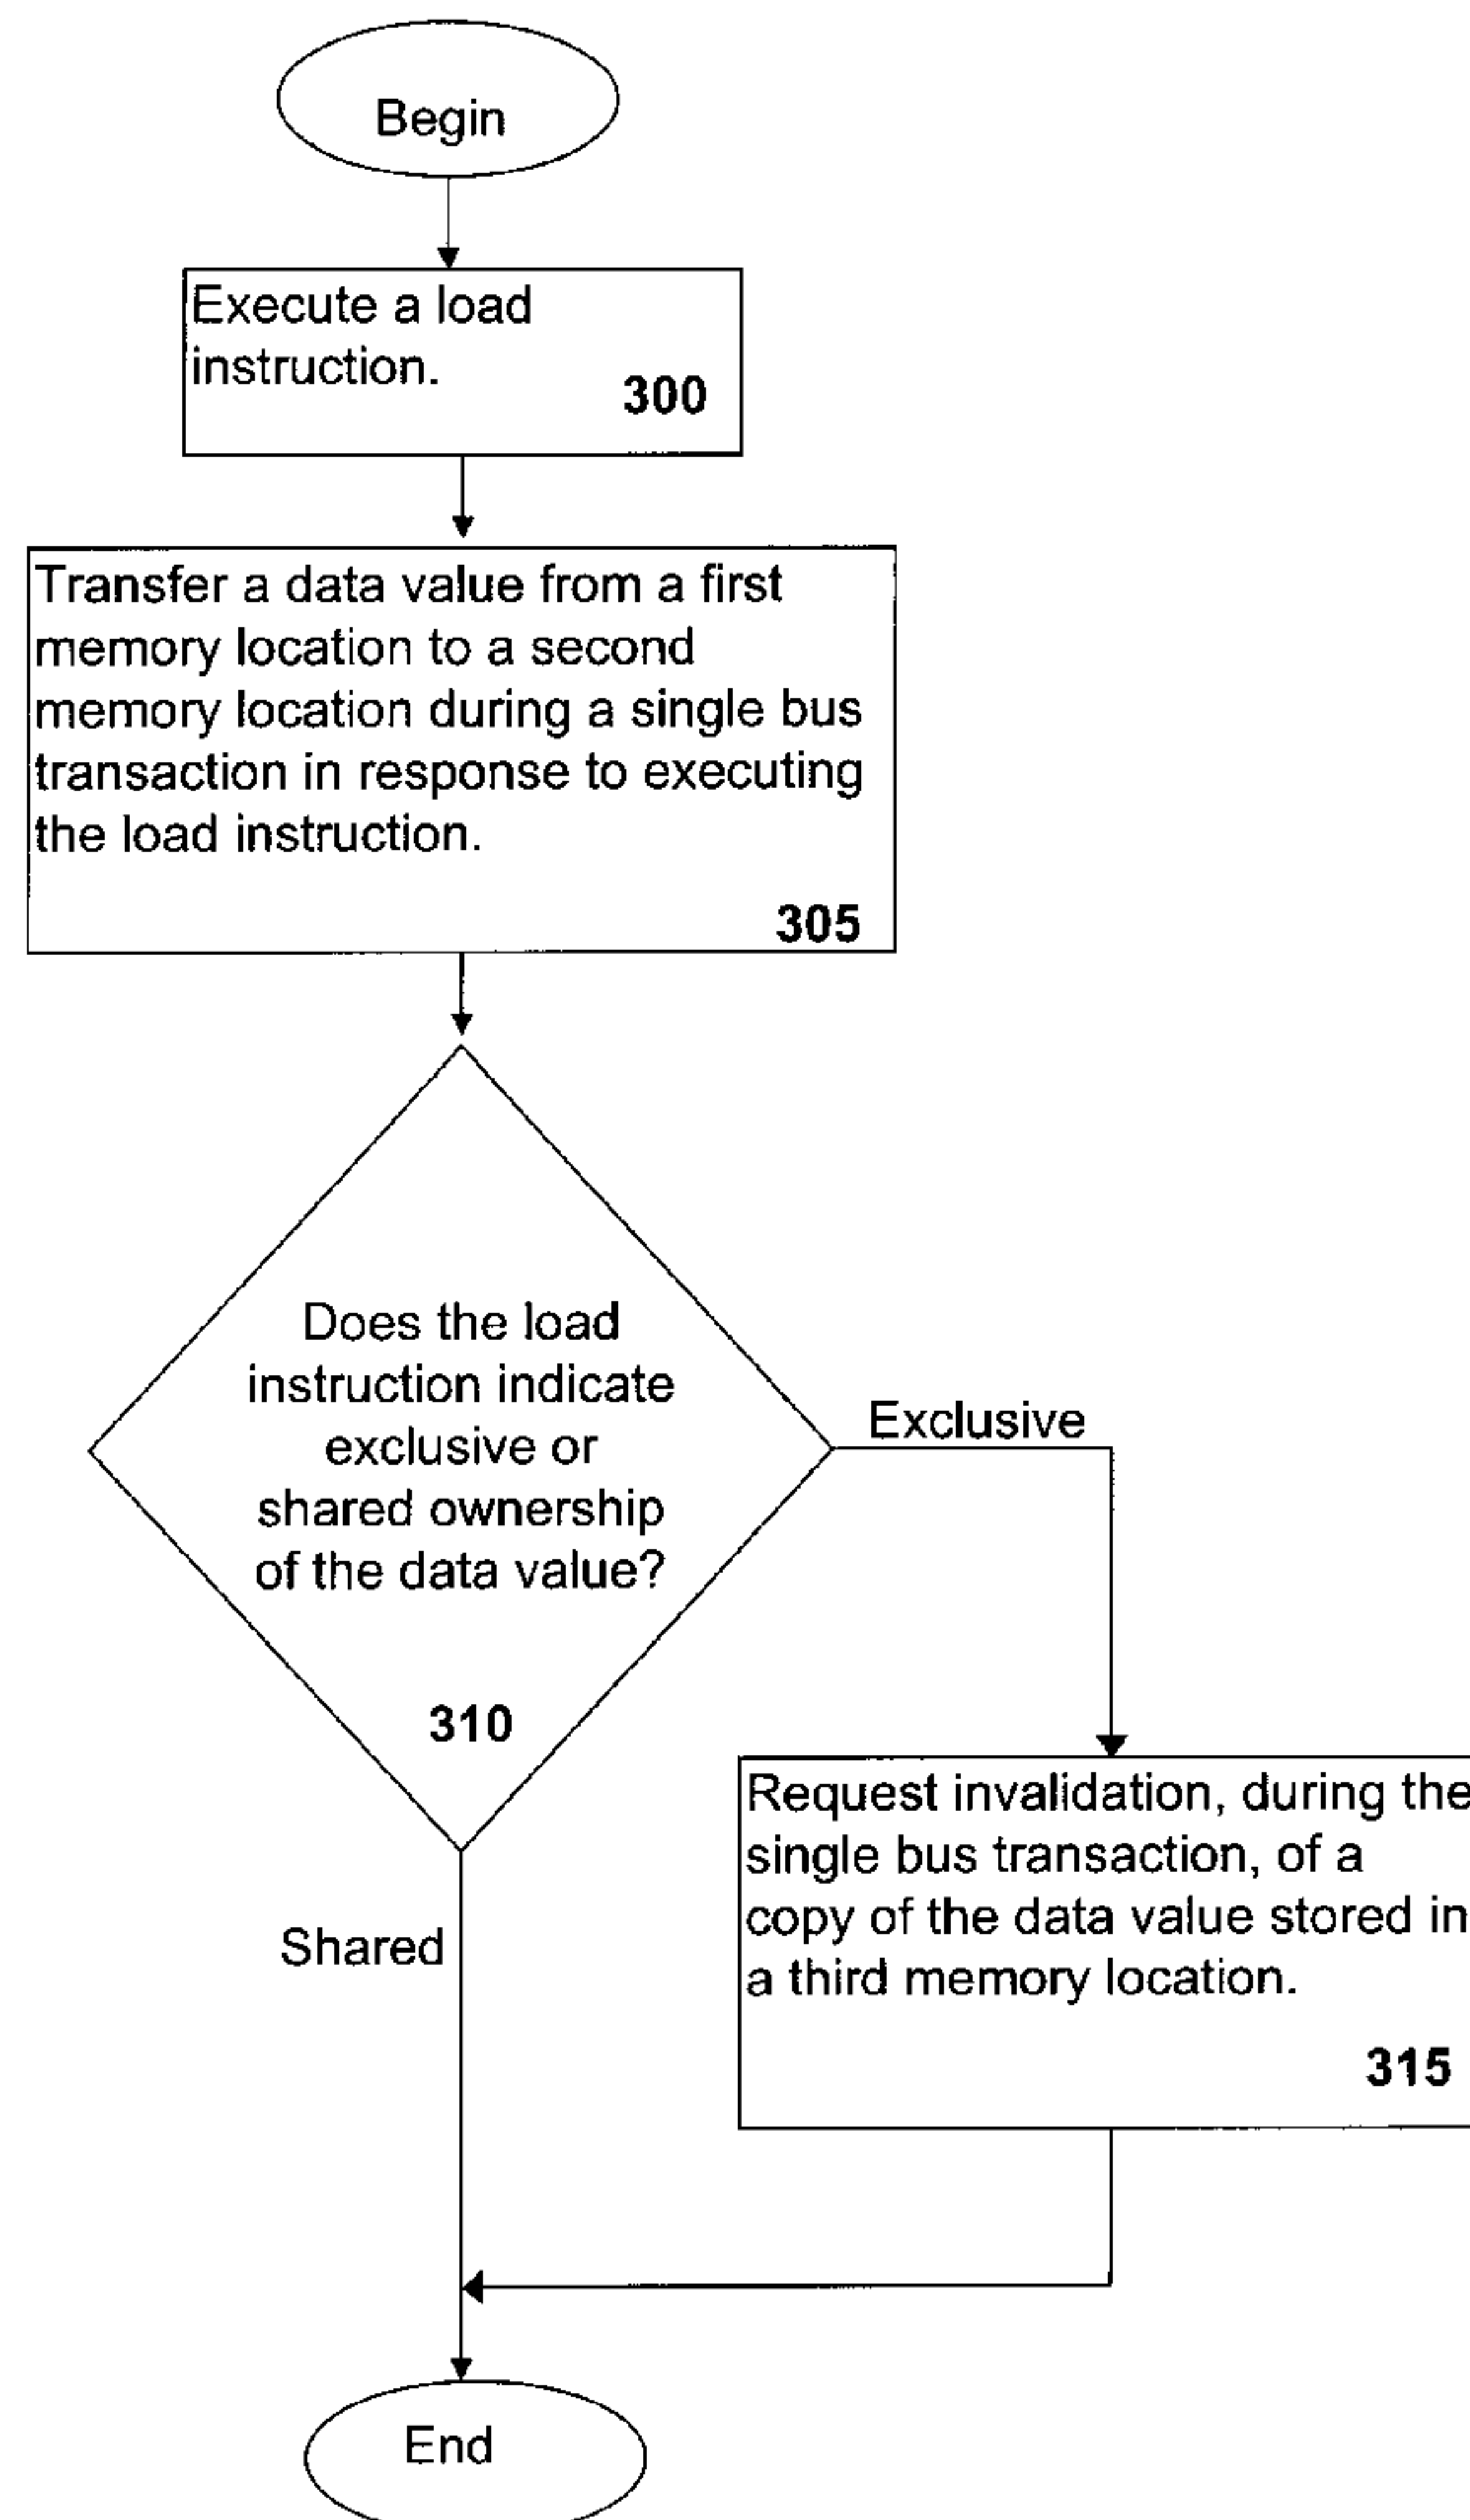 Begin
Execute a load
instruction.
300
Transfer a data value from a first
memory location to a second
memory location during a single bus
transaction in response to executing
the load instruction.
305
Does the load
instruction indicate
exclusive or
shared ownership
of the data value?
310
Exclusive
Request invalidation, during the
single bus transaction, of a
copy of the data value stored in
a third memory location.
315
Shared
End